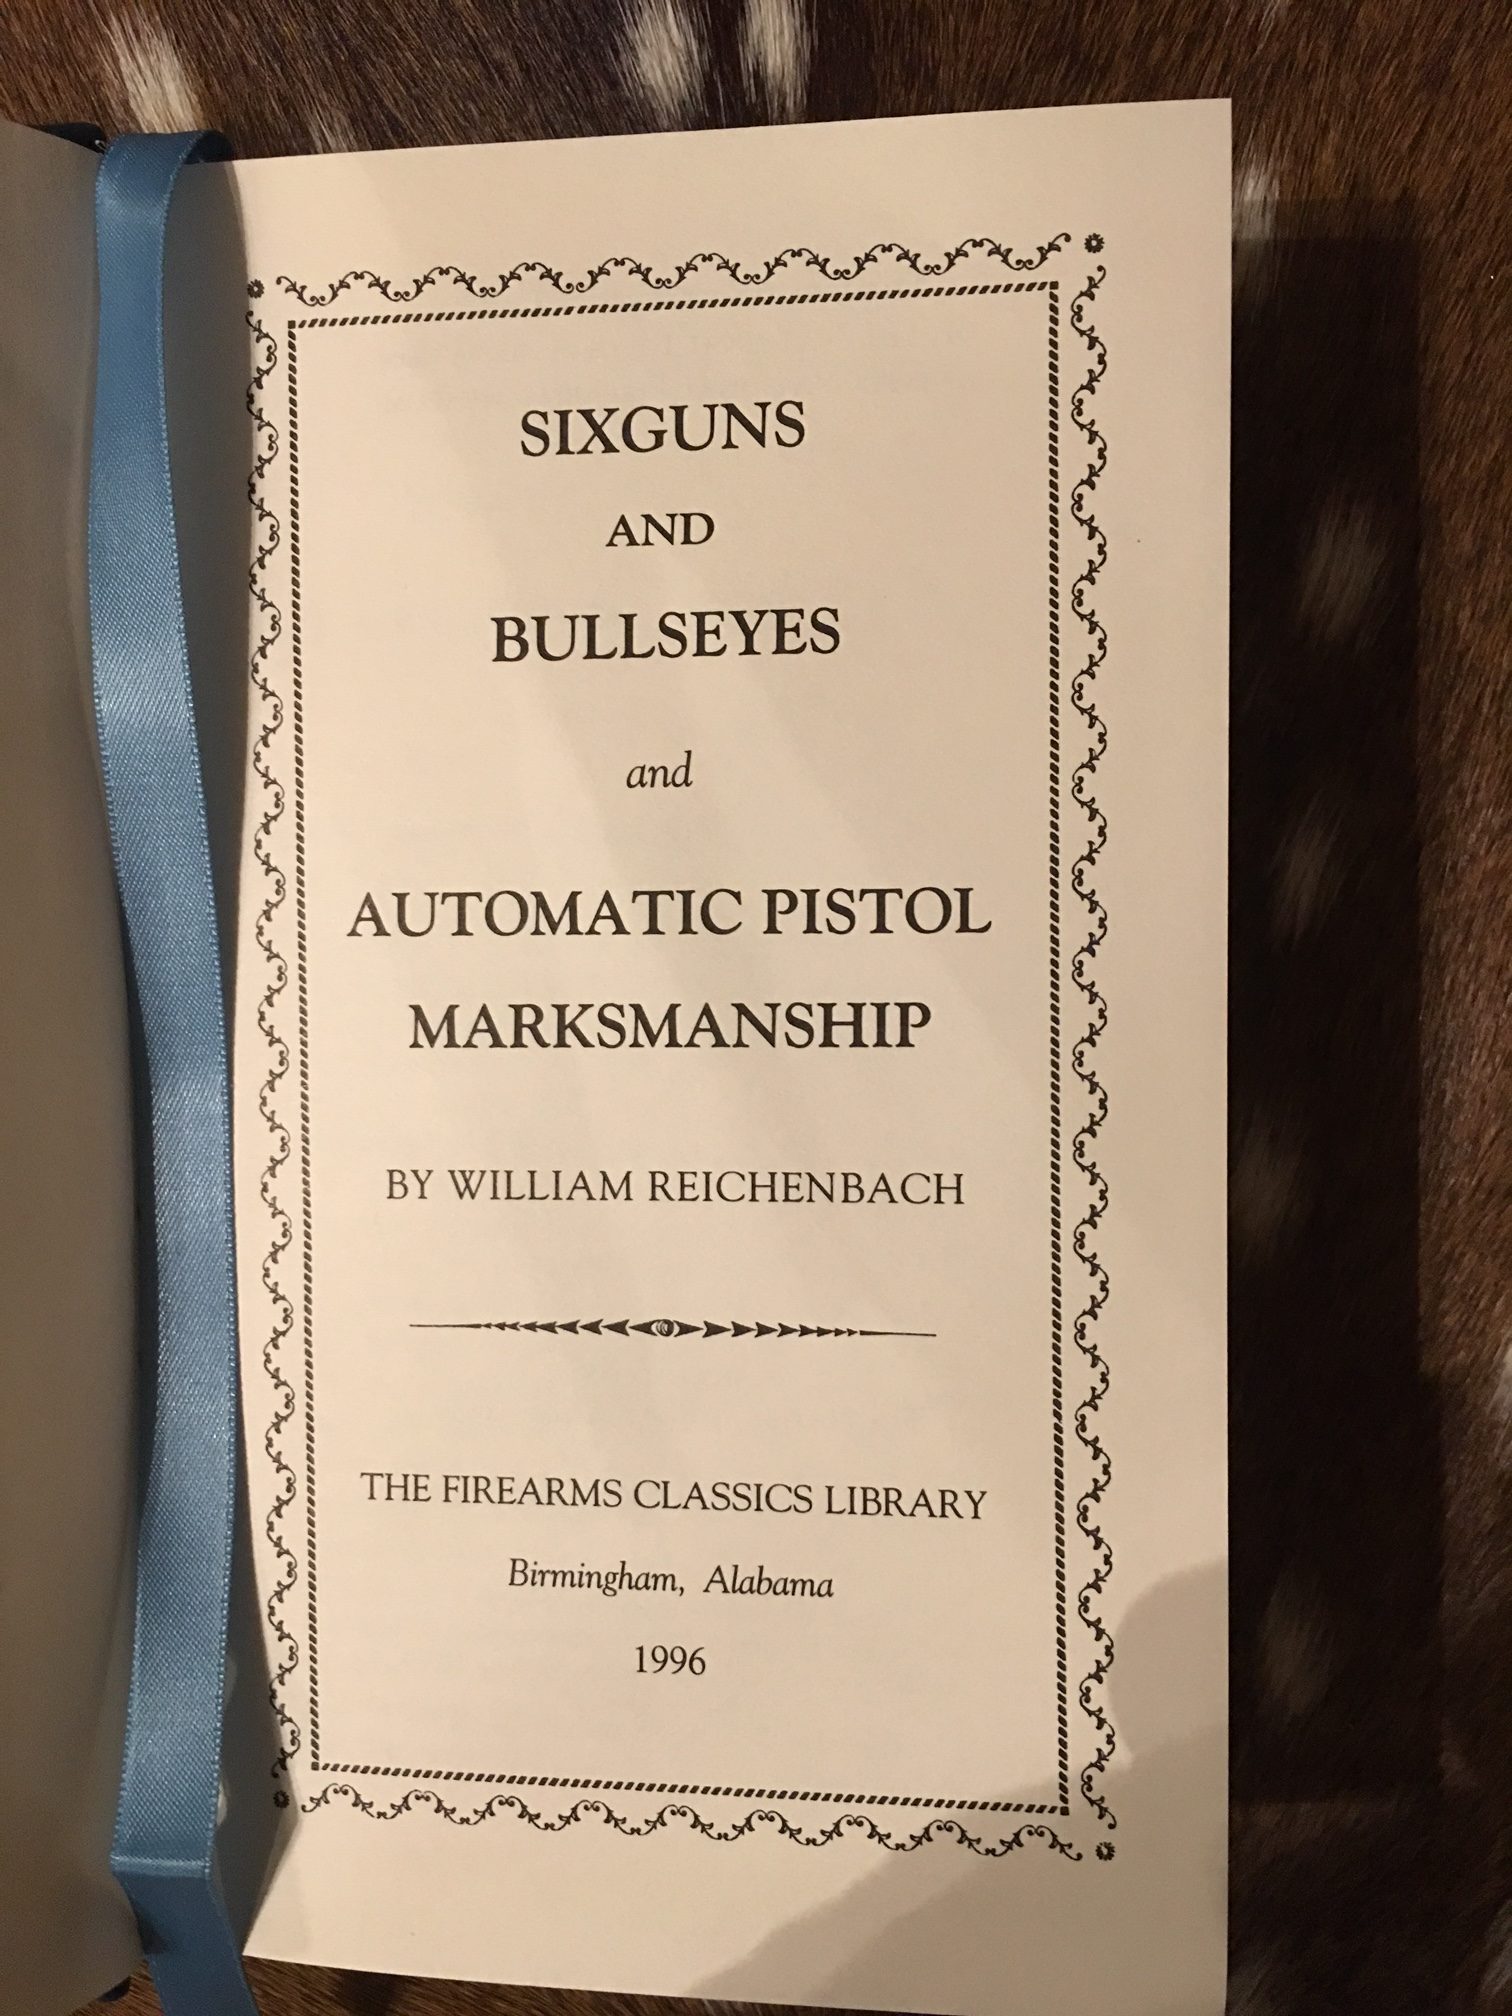 SIXGUNS
AND
BULLSEYES
and
AUTOMATIC PISTOL
MARKSMANSHIP
BY WILLIAM REICHENBACH
THE FIREARMS CLASSICS LIBRARY
Birmingham, Alabama
1996